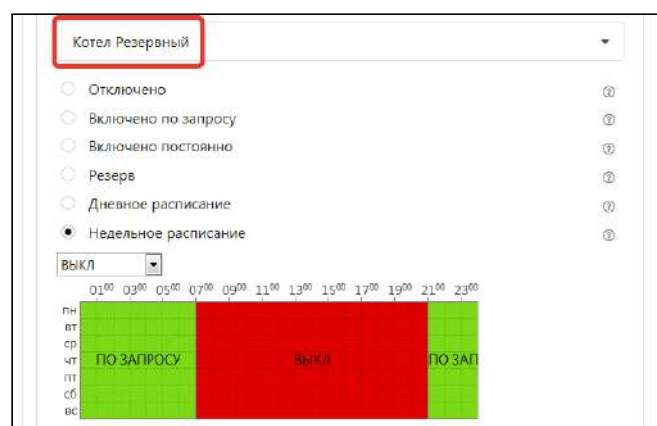 Котел Резервный
Отключено
Включено по запросу
Включено постоянно
Резерв
Дневное расписание
Недельное расписание
ВЫКЛ
01⁰⁰ 03⁰⁰ 05⁰⁰ 07⁰⁰ 09⁰⁰ 11⁰⁰ 13⁰⁰ 15⁰⁰ 17⁰⁰ 19⁰⁰ 21⁰⁰ 23⁰⁰
пн
вт
ср
чт ПО ЗАПРОСУ ВЫКЛ ПО ЗАП
пт
сб
вс